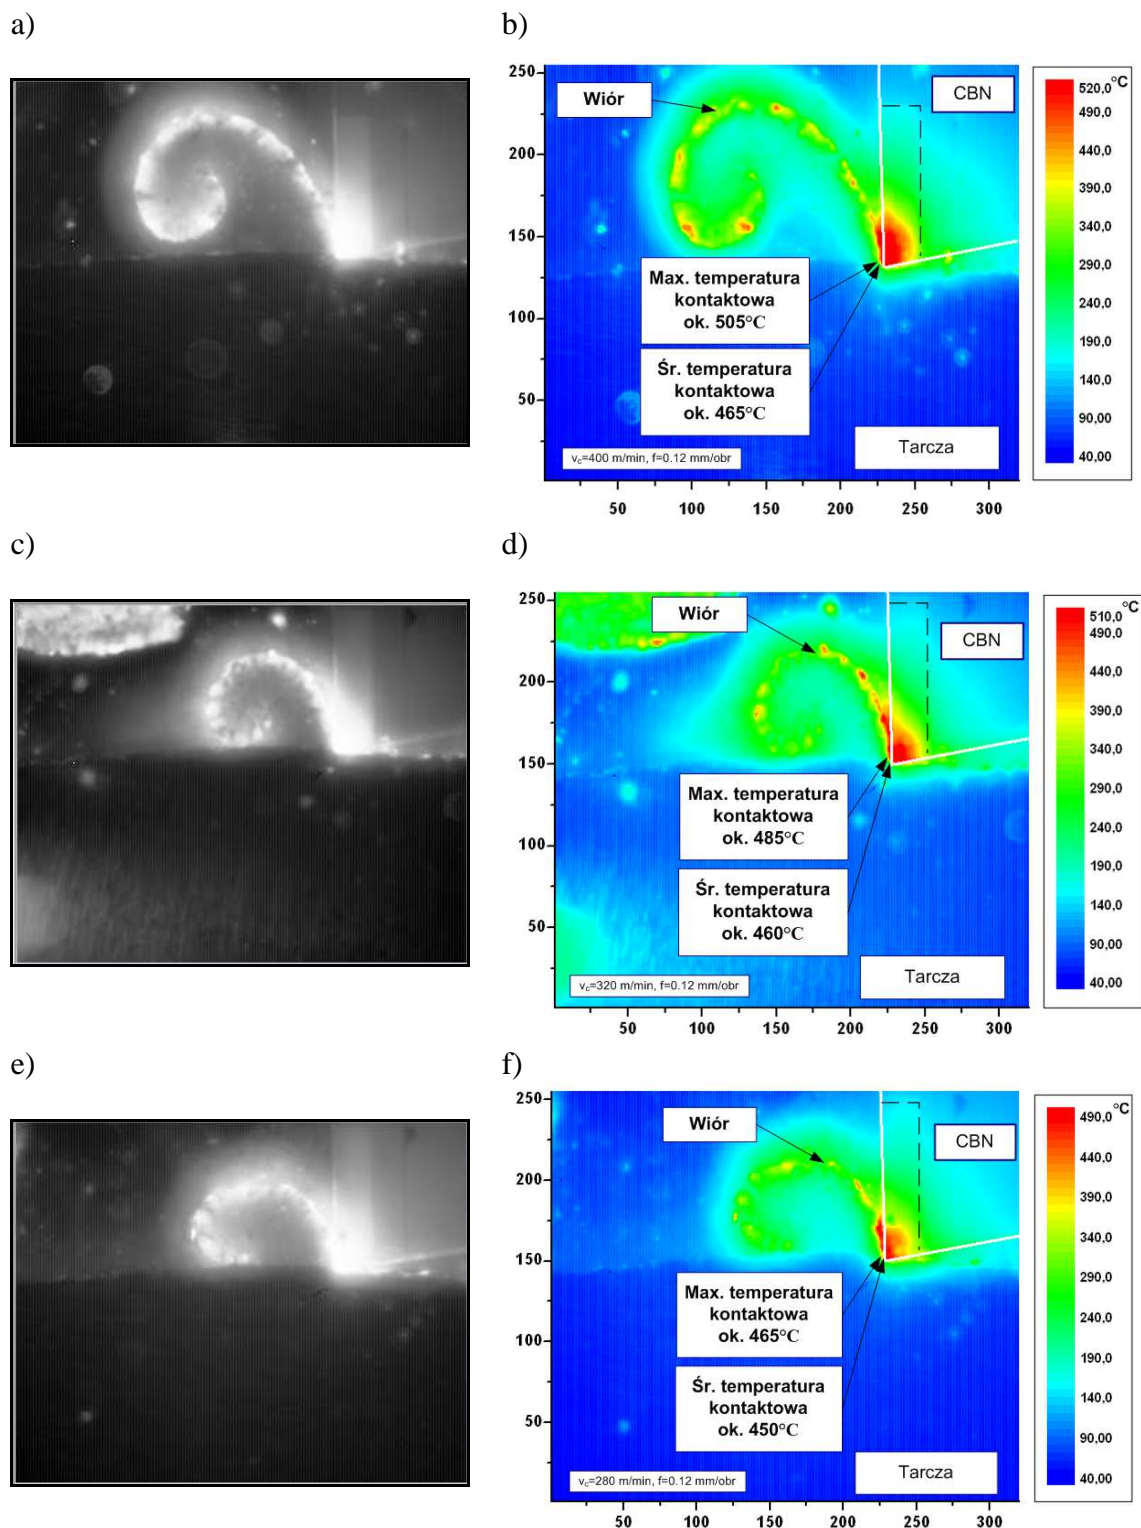 a)
b)
250
200
150
100
50
50
100
150
200
250
300
Wiór
CBN
Max. temperatura
kontaktowa
ok. 505°C
Śr. temperatura
kontaktowa
ok. 465°C
Tarcza
vc=400 m/min, f=0.12 mm/obr
°C
520,0
490,0
440,0
390,0
340,0
290,0
240,0
190,0
140,0
90,00
40,00
c)
d)
250
200
150
100
50
50
100
150
200
250
300
Wiór
CBN
Max. temperatura
kontaktowa
ok. 485°C
Śr. temperatura
kontaktowa
ok. 460°C
Tarcza
vc=320 m/min, f=0.12 mm/obr
°C
510,0
490,0
440,0
390,0
340,0
290,0
240,0
190,0
140,0
90,00
40,00
e)
f)
250
200
150
100
50
50
100
150
200
250
300
Wiór
CBN
Max. temperatura
kontaktowa
ok. 465°C
Śr. temperatura
kontaktowa
ok. 450°C
Tarcza
vc=280 m/min, f=0.12 mm/obr
°C
490,0
440,0
390,0
340,0
290,0
240,0
190,0
140,0
90,00
40,00